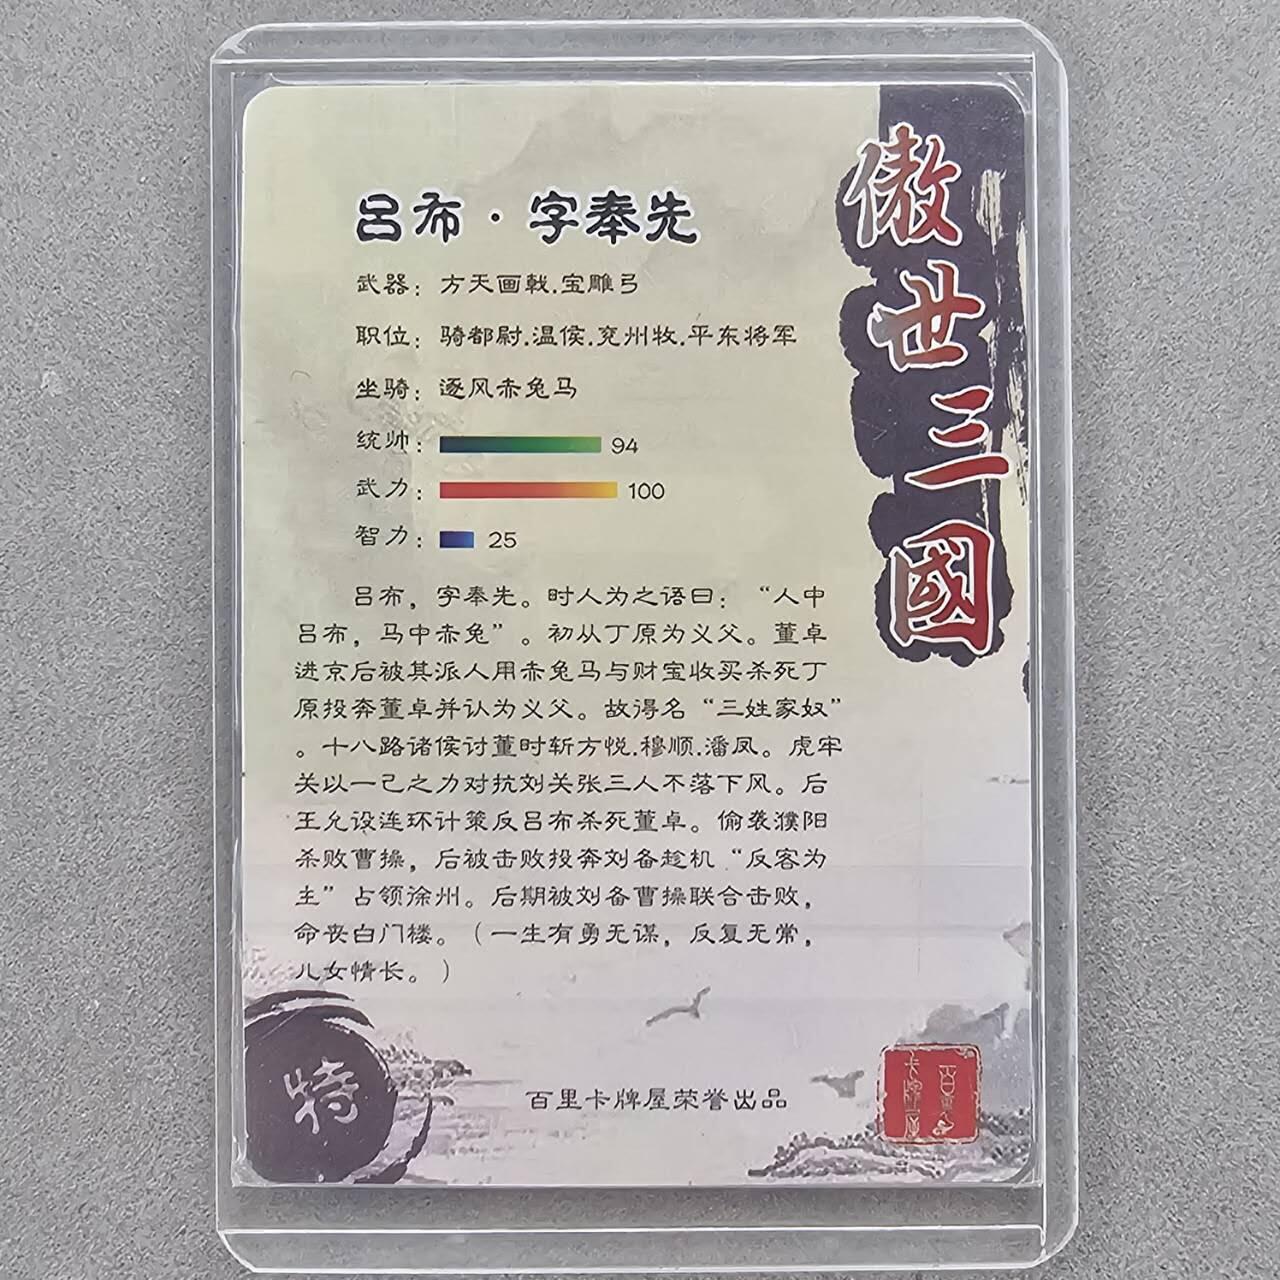 傲世三國
吕布·字奉先
武器：方天画戟.宝雕弓
职位：骑都尉.温侯.兖州牧.平东将军
坐骑：逐风赤兔马
统帅：94
武力：100
智力：25
吕布，字奉先。时人为之语曰：“人中
吕布，马中赤兔”。初从丁原为义父。董卓
进京后被其派人用赤兔马与财宝收买杀死丁
原投奔董卓并认为义父。故得名“三姓家奴”
。十八路诸侯讨董时斩方悦.穆顺.潘凤。虎牢
关以一己之力对抗刘关张三人不落下风。后
王允设连环计策反吕布杀死董卓。偷袭濮阳
杀败曹操，后被击败投奔刘备趁机“反客为
主”占领徐州。后期被刘备曹操联合击败，
命丧白门楼。（一生有勇无谋，反复无常，
儿女情长。）
特
百里卡牌屋荣誉出品
百里
卡牌屋